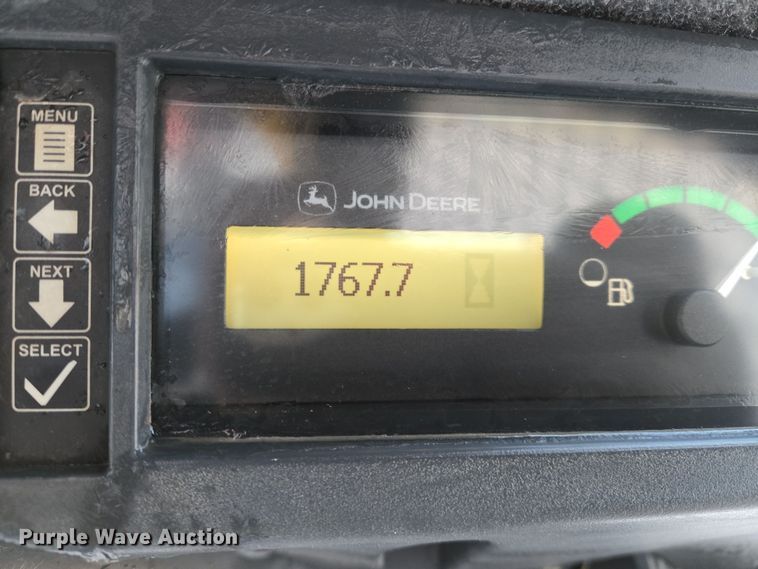 MENU
BACK
NEXT
SELECT
JOHN DEERE
1767.7
Purple Wave Auction